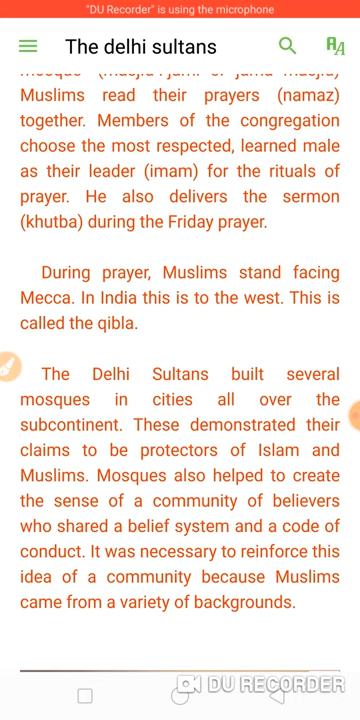 "DU Recorder" is using the microphone
The delhi sultans
Muslims read their prayers (namaz)
together. Members of the congregation
choose the most respected, learned male
as their leader (imam) for the rituals of
prayer. He also delivers the sermon
(khutba) during the Friday prayer.
During prayer, Muslims stand facing
Mecca. In India this is to the west. This is
called the qibla.
The Delhi Sultans built several
mosques in cities all over the
subcontinent. These demonstrated their
claims to be protectors of Islam and
Muslims. Mosques also helped to create
the sense of a community of believers
who shared a belief system and a code of
conduct. It was necessary to reinforce this
idea of a community because Muslims
came from a variety of backgrounds.
DU RECORDER